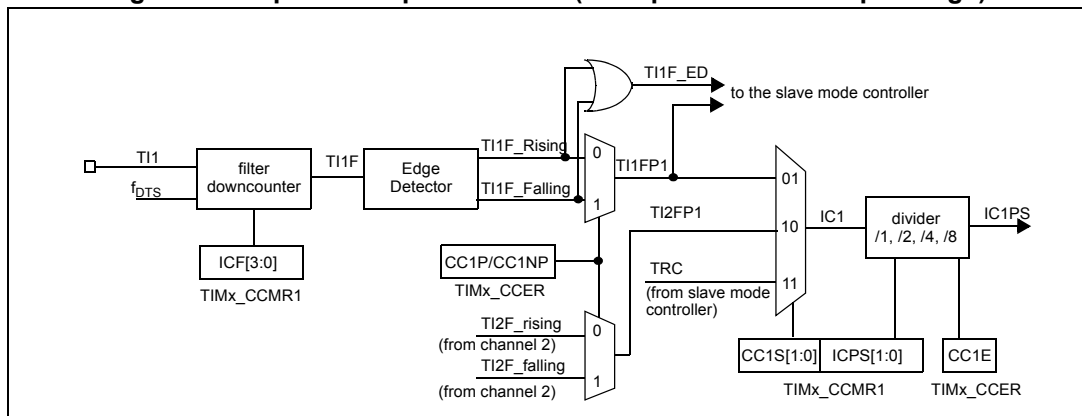 TI1F_ED
to the slave mode controller
TI1
filter
downcounter
TI1F
Edge
Detector
TI1F_Rising
TI1F_Falling
0
1
TI1FP1
fDTS
TI2FP1
01
10
11
IC1
divider
/1, /2, /4, /8
IC1PS
ICF[3:0]
TIMx_CCMR1
CC1P/CC1NP
TIMx_CCER
TRC
(from slave mode
controller)
TI2F_rising
(from channel 2)
TI2F_falling
(from channel 2)
0
1
CC1S[1:0]
ICPS[1:0]
CC1E
TIMx_CCMR1
TIMx_CCER